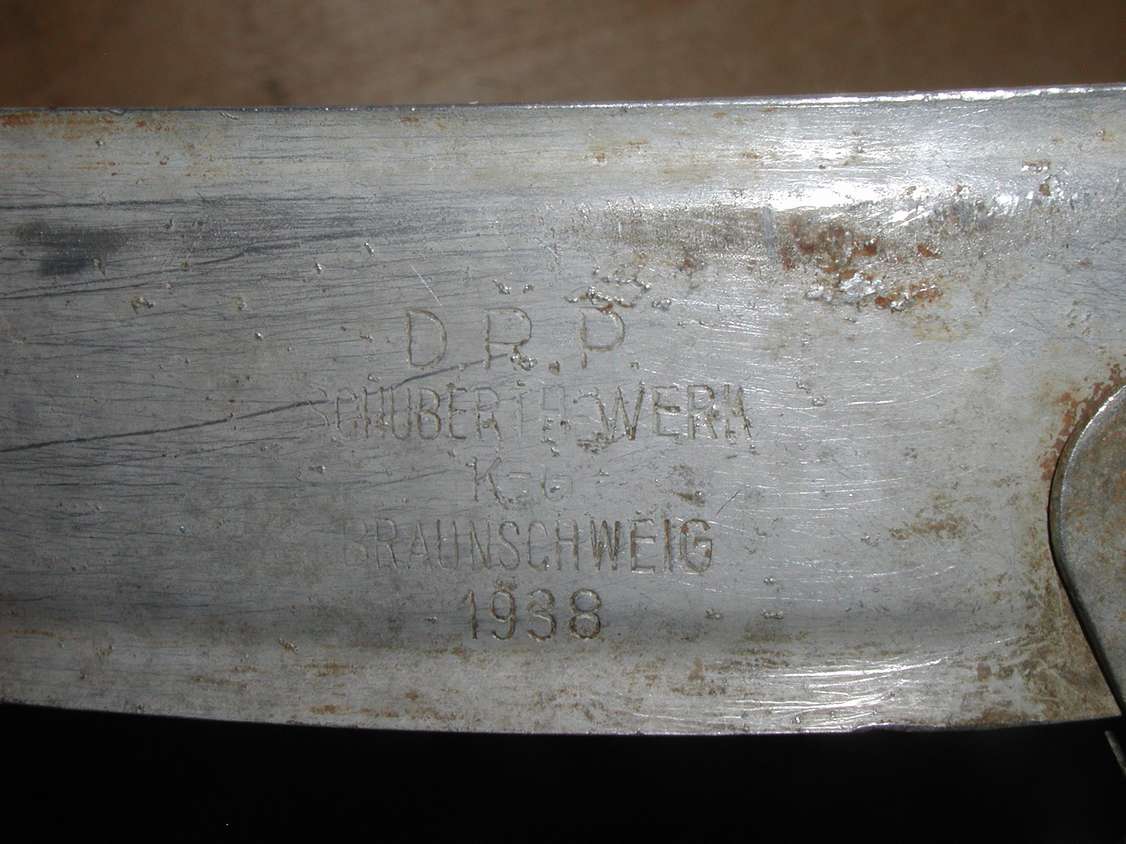 D.R.P.
SCHUBERTH-WERK
K-G
BRAUNSCHWEIG
1938